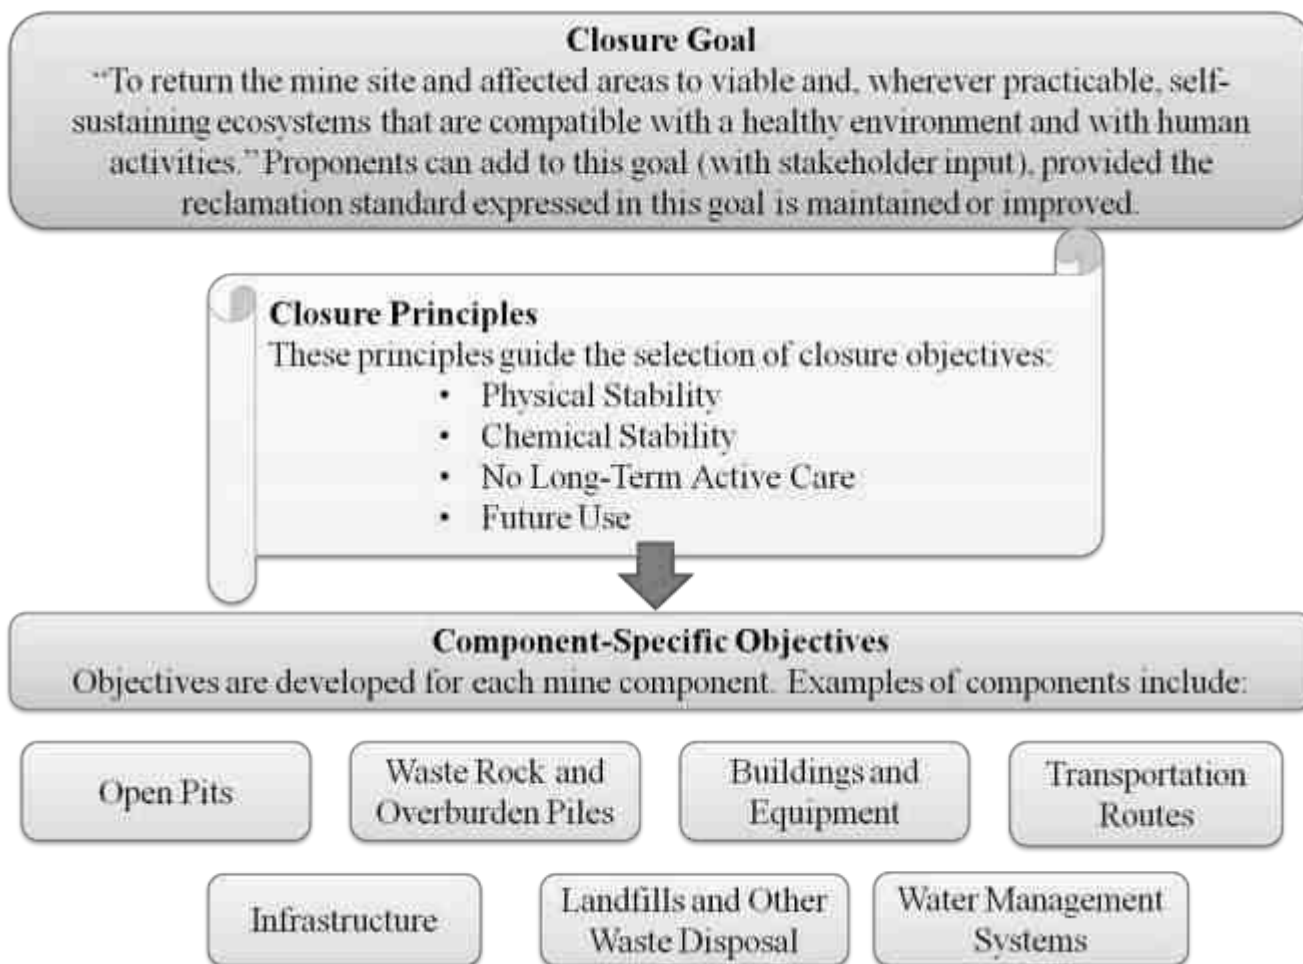 Closure Goal
“To return the mine site and affected areas to viable and, wherever practicable, self-
sustaining ecosystems that are compatible with a healthy environment and with human
activities.” Proponents can add to this goal (with stakeholder input), provided the
reclamation standard expressed in this goal is maintained or improved.
Closure Principles
These principles guide the selection of closure objectives:
• Physical Stability
• Chemical Stability
• No Long-Term Active Care
• Future Use
Component-Specific Objectives
Objectives are developed for each mine component. Examples of components include:
Open Pits
Waste Rock and
Overburden Piles
Buildings and
Equipment
Transportation
Routes
Infrastructure
Landfills and Other
Waste Disposal
Water Management
Systems